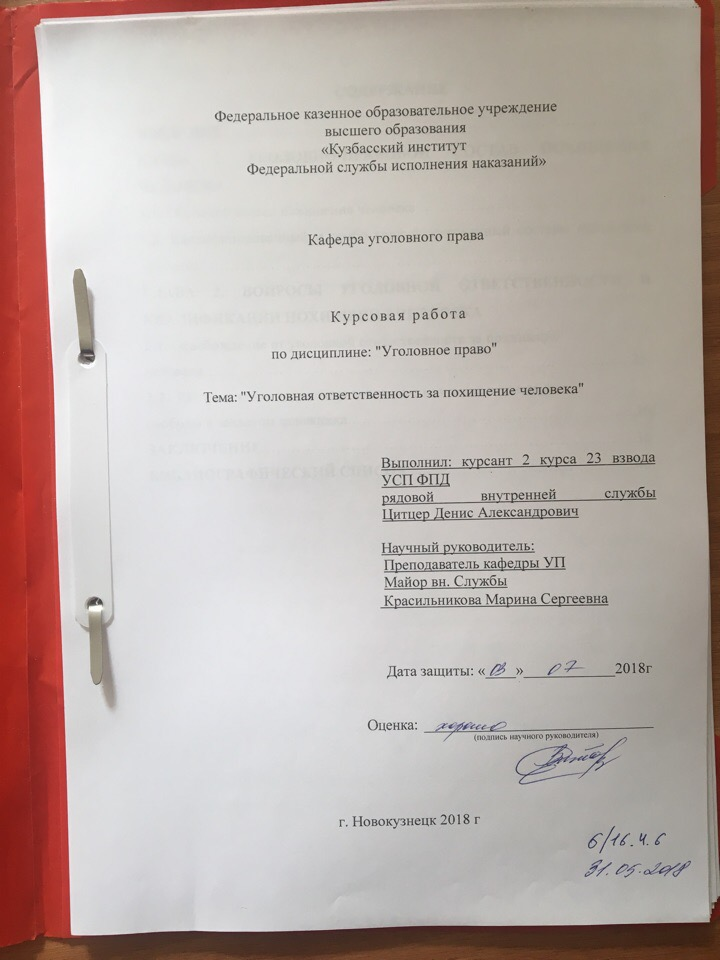 Федеральное казенное образовательное учреждение
высшего образования
«Кузбасский институт
Федеральной службы исполнения наказаний»
Кафедра уголовного права
Курсовая работа
по дисциплине: "Уголовное право"
Тема: "Уголовная ответственность за похищение человека"
Выполнил: курсант 2 курса 23 взвода
УСП ФПД
рядовой внутренней службы
Цитцер Денис Александрович
Научный руководитель:
Преподаватель кафедры УП
Майор вн. Службы
Красильникова Марина Сергеевна
Дата защиты: «03» 07 2018г
Оценка: хорошо
(подпись научного руководителя)
г. Новокузнецк 2018 г
6/16.4.6
31.05.2018